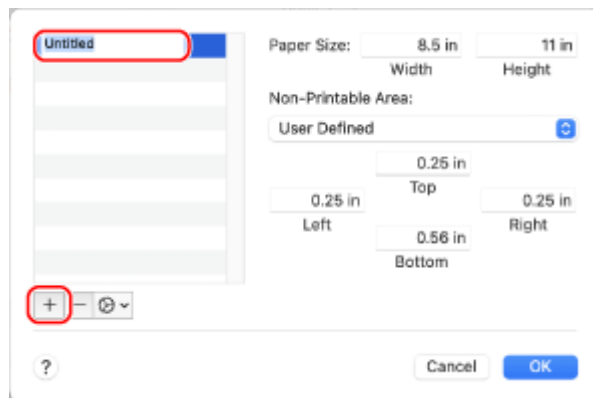 Untitled
Paper Size: 8.5 in 11 in
Width Height
Non-Printable Area:
User Defined
0.25 in
Top
0.25 in 0.25 in
Left Right
0.56 in
Bottom
+ −
? Cancel OK